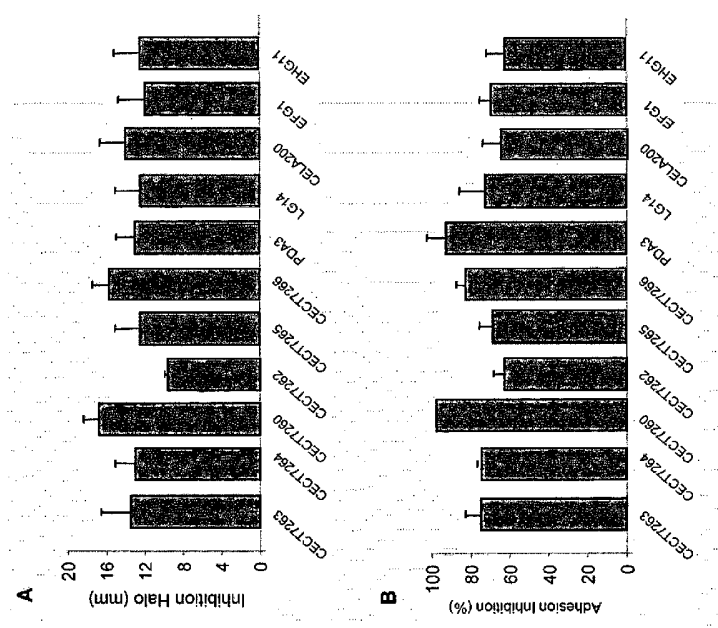 A
Inhibition Halo (mm)
20
16
12
8
4
0
CECT7263
CECT7264
CECT7260
CECT7262
CECT7265
CECT7266
PDA3
LG14
CELA200
EFG1
EHG11
B
Adhesion Inhibition (%)
100
80
60
40
20
0
CECT7263
CECT7264
CECT7260
CECT7262
CECT7265
CECT7266
PDA3
LG14
CELA200
EFG1
EHG11